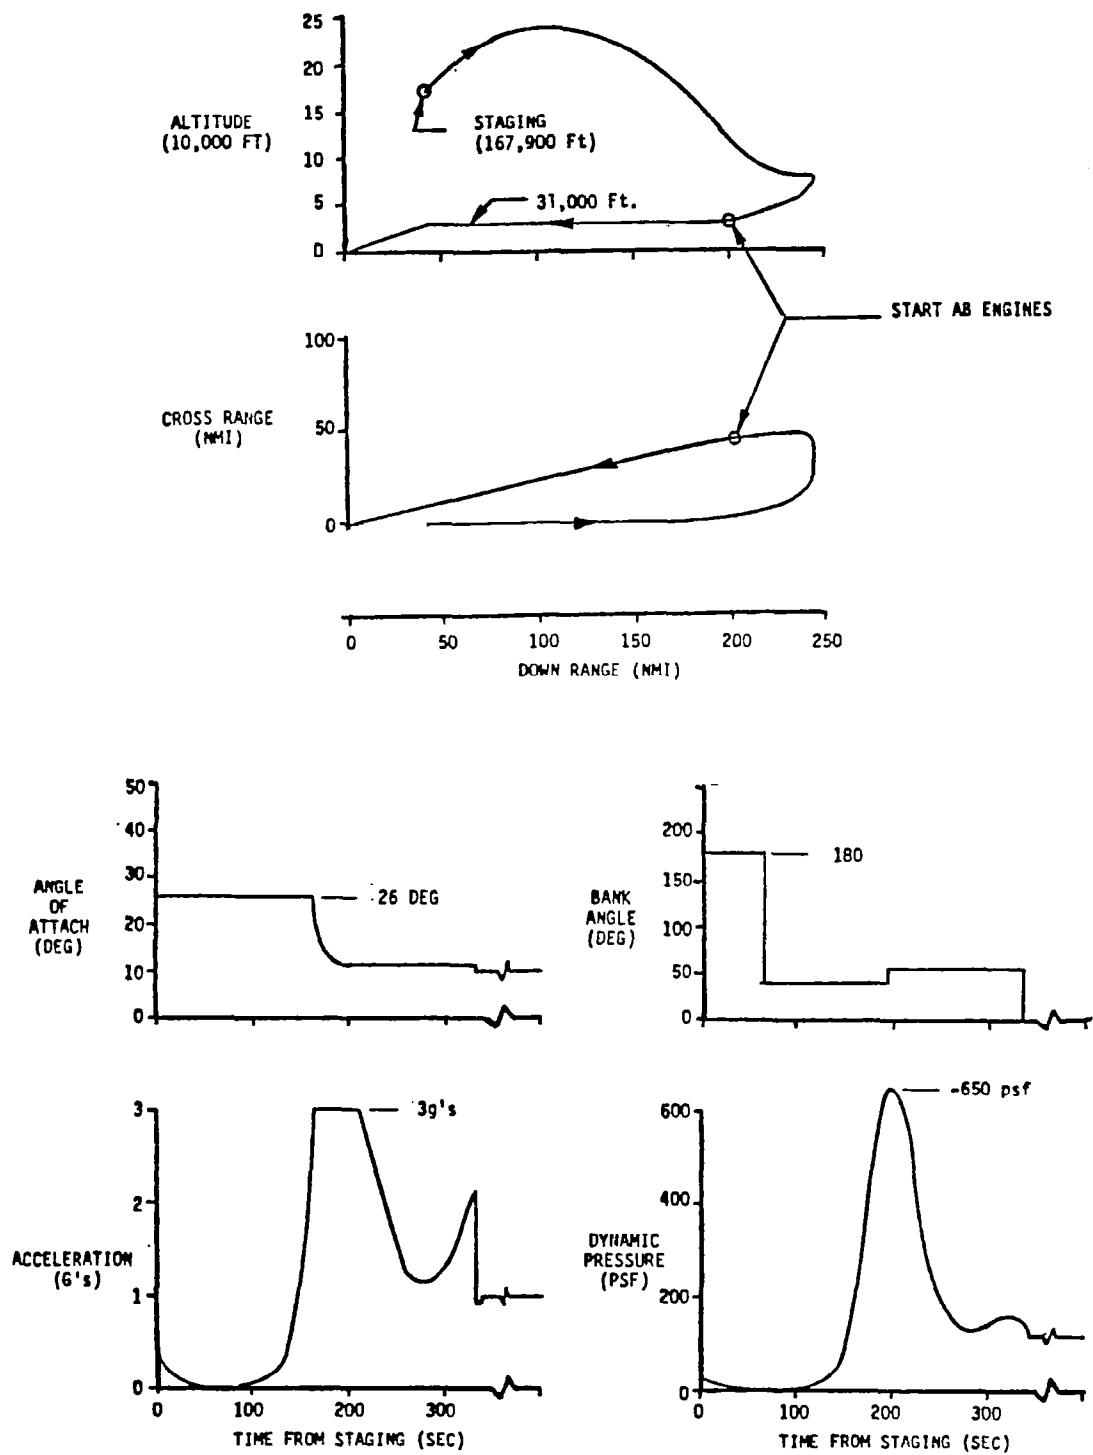 25
20
15
10
5
0
ALTITUDE
(10,000 FT)
STAGING
(167,900 Ft)
31,000 Ft.
START AB ENGINES
100
50
0
CROSS RANGE
(NMI)
0 50 100 150 200 250
DOWN RANGE (NMI)
50
40
30
20
10
0
ANGLE
OF
ATTACH
(DEG)
26 DEG
200
150
100
50
0
BANK
ANGLE
(DEG)
180
3
2
1
0
ACCELERATION
(G's)
3g's
0 100 200 300
TIME FROM STAGING (SEC)
600
400
200
0
DYNAMIC
PRESSURE
(PSF)
-650 psf
0 100 200 300
TIME FROM STAGING (SEC)